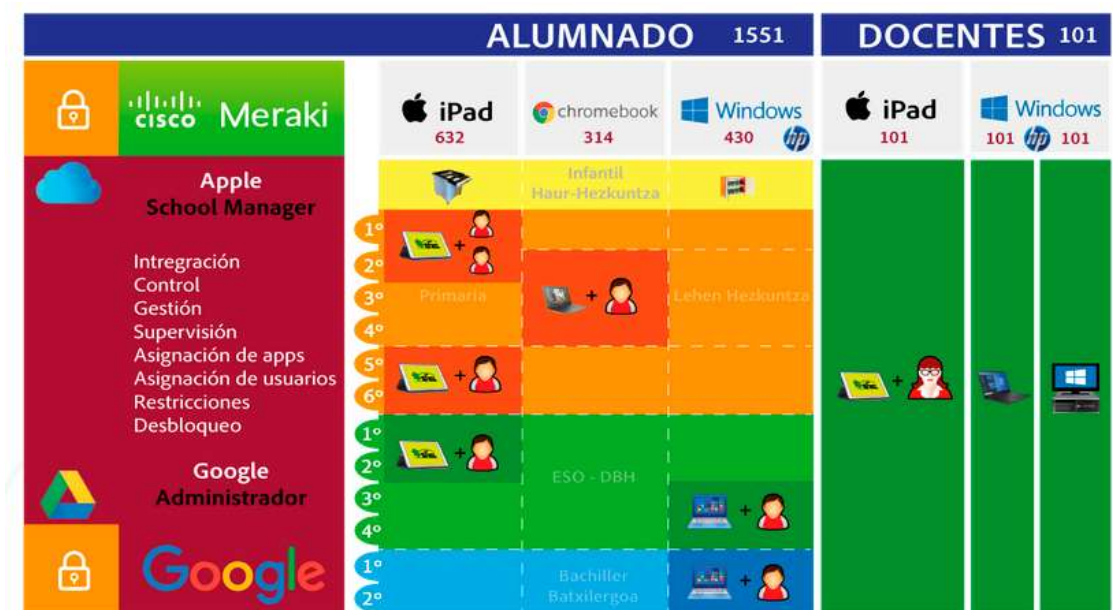 ALUMNADO 1551
DOCENTES 101
CISCO Meraki
iPad
632
chromebook
314
Windows
430 hp
iPad
101
Windows
101 hp 101
Apple
School Manager
Intregración
Control
Gestión
Supervisión
Asignación de apps
Asignación de usuarios
Restricciones
Desbloqueo
Google
Administrador
Google
Infantil
Haur-Hezkuntza
1º
2º
3º
Primaria
Lehen Hezkuntza
4º
5º
6º
1º
2º
ESO - DBH
3º
4º
1º
2º
Bachiller
Batxilergoa